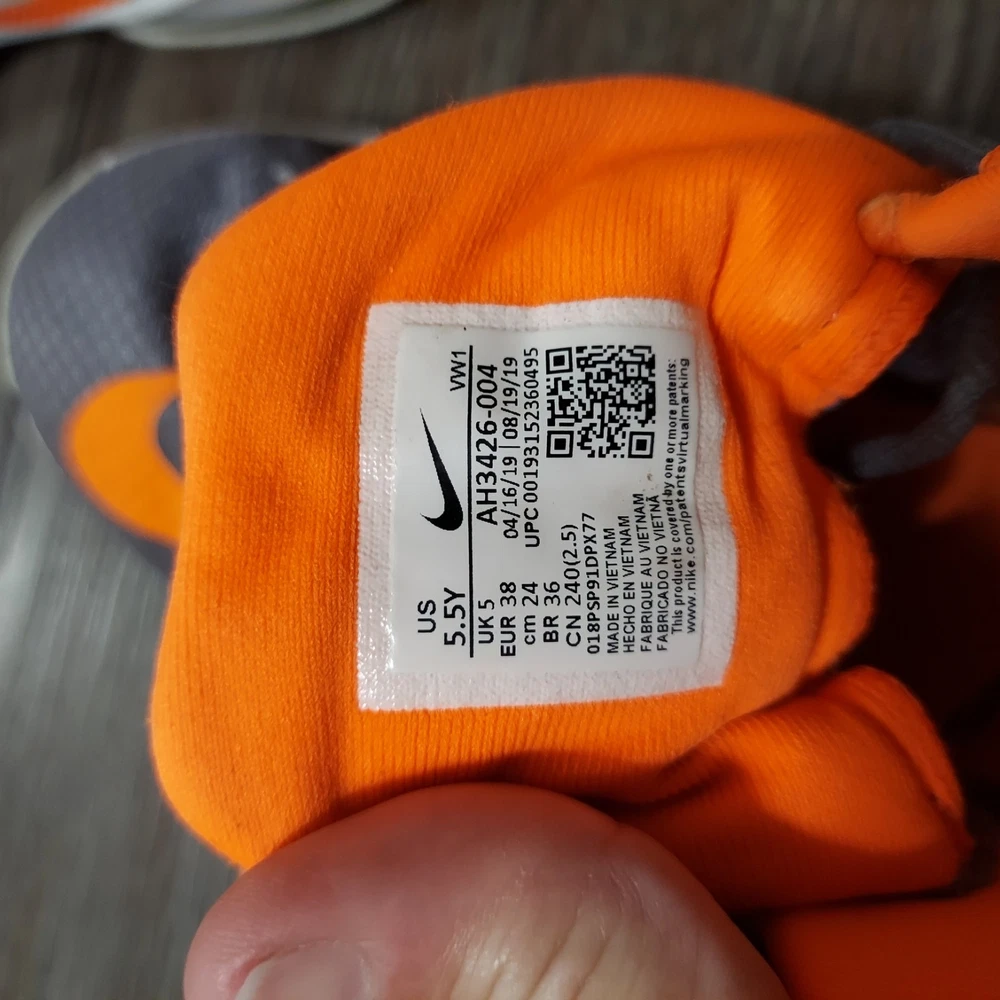 US
5.5Y VW1
UK 5 AH3426-004
EUR 38 04/16/19 | 08/19/19
cm 24 UPC 00193152360495
BR 36
CN 240(2.5)
018PSP91DPX77
MADE IN VIETNAM
HECHO EN VIETNAM
FABRIQUE AU VIETNAM
FABRICADO NO VIETNÃ
This product is covered by one or more patents:
www.nike.com/patentsvirtualmarking